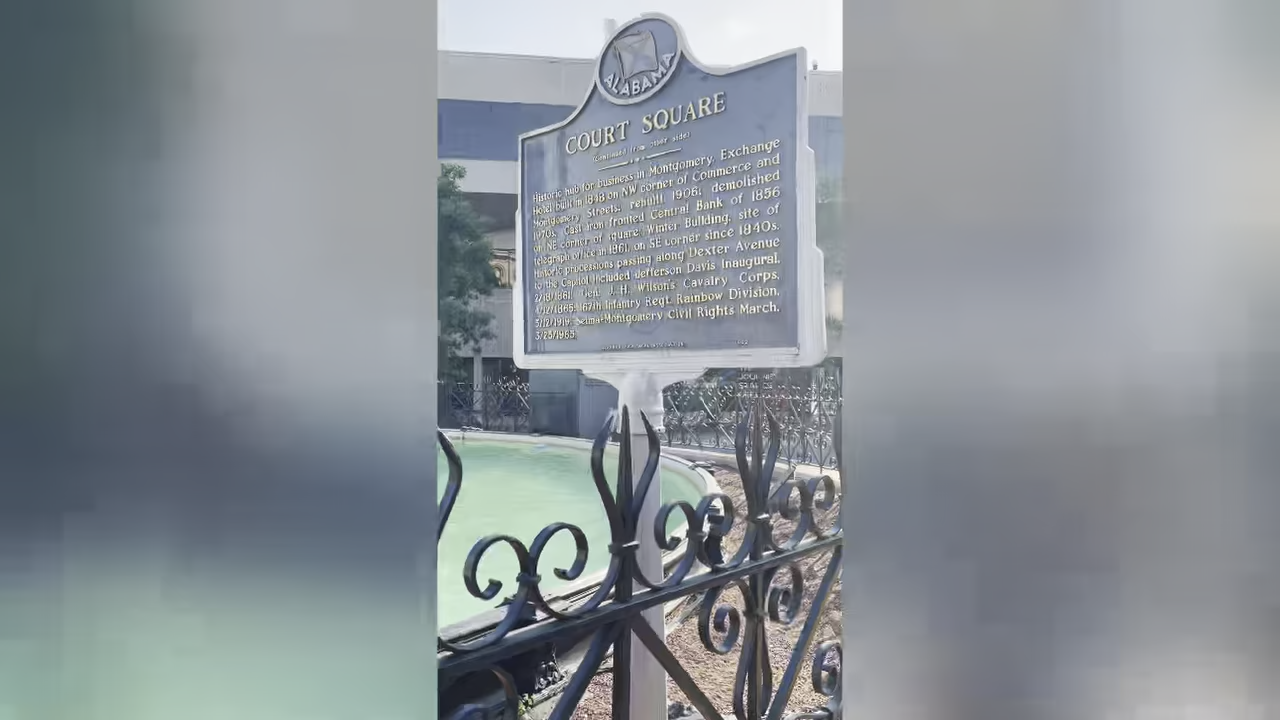 ALABAMA
COURT SQUARE
(Continued from other side)
Historic hub for business in Montgomery, Exchange
Hotel built in 1848 on NW corner of Commerce and
Montgomery Streets; rebuilt 1906; demolished
1970s. Cast iron fronted Central Bank of 1856
on NE corner of square. Winter Building, site of
telegraph office in 1861, on SE corner since 1840s.
Historic processions passing along Dexter Avenue
to the Capitol included Jefferson Davis Inaugural,
2/18/1861; Gen. J. H. Wilson's Cavalry Corps,
4/12/1865; 167th Infantry Regt. Rainbow Division,
5/12/1919; Selma-Montgomery Civil Rights March,
3/25/1965.